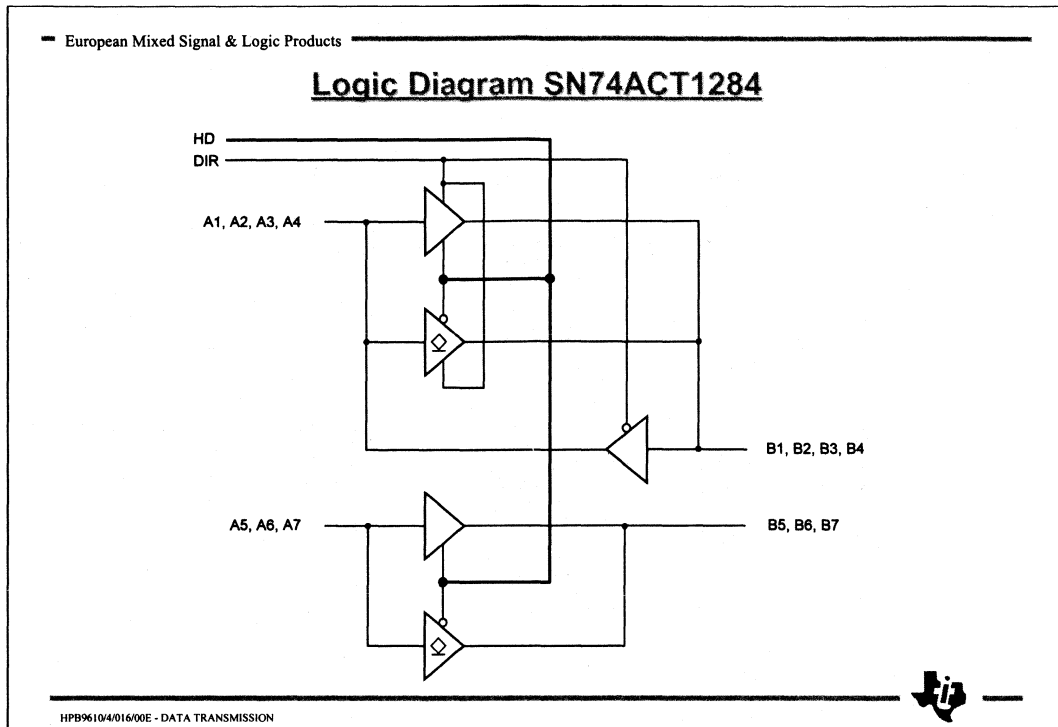 European Mixed Signal & Logic Products
Logic Diagram SN74ACT1284
HD
DIR
A1, A2, A3, A4
B1, B2, B3, B4
A5, A6, A7
B5, B6, B7
HPB9610/4/016/00E - DATA TRANSMISSION